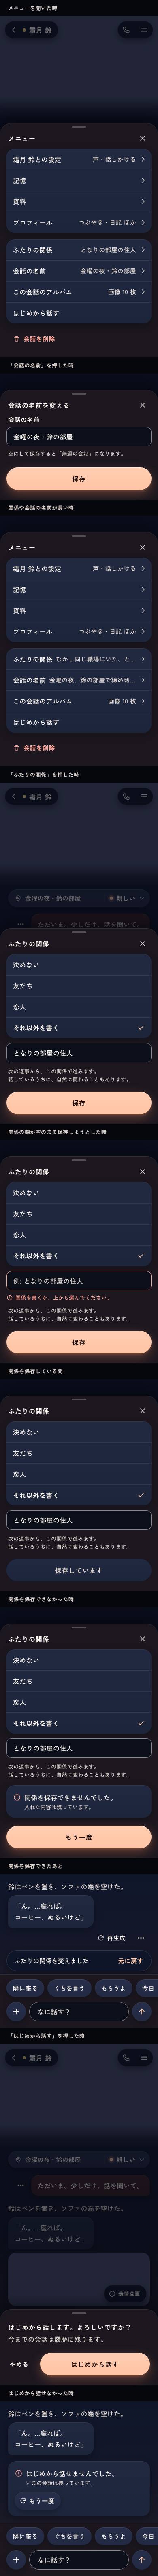 メニューを開いた時
霜月 鈴
メニュー
霜月 鈴との設定 声・話しかける
記憶
資料
プロフィール つぶやき・日記 ほか
ふたりの関係 となりの部屋の住人
会話の名前 金曜の夜・鈴の部屋
この会話のアルバム 画像 10 枚
はじめから話す
会話を削除
「会話の名前」を押した時
会話の名前を変える
会話の名前
金曜の夜・鈴の部屋
空にして保存すると「無題の会話」になります。
保存
関係や会話の名前が長い時
メニュー
霜月 鈴との設定 声・話しかける
記憶
資料
プロフィール つぶやき・日記 ほか
ふたりの関係 むかし同じ職場にいた、と…
会話の名前 金曜の夜、鈴の部屋で締め切…
この会話のアルバム 画像 10 枚
はじめから話す
会話を削除
「ふたりの関係」を押した時
霜月 鈴
金曜の夜・鈴の部屋 親しい
ただいま。少しだけ、話を聞いて。
ふたりの関係
決めない
友だち
恋人
それ以外を書く
となりの部屋の住人
次の返事から、この関係で進みます。
話しているうちに、自然に変わることもあります。
保存
関係の欄が空のまま保存しようとした時
ふたりの関係
決めない
友だち
恋人
それ以外を書く
例: となりの部屋の住人
関係を書くか、上から選んでください。
次の返事から、この関係で進みます。
話しているうちに、自然に変わることもあります。
保存
関係を保存している間
ふたりの関係
決めない
友だち
恋人
それ以外を書く
となりの部屋の住人
次の返事から、この関係で進みます。
話しているうちに、自然に変わることもあります。
保存しています
関係を保存できなかった時
ふたりの関係
決めない
友だち
恋人
それ以外を書く
となりの部屋の住人
次の返事から、この関係で進みます。
話しているうちに、自然に変わることもあります。
関係を保存できませんでした。
入れた内容は残っています。
もう一度
関係を保存できたあと
鈴はペンを置き、ソファの端を空けた。
「ん。…座れば。
コーヒー、ぬるいけど」
再生成
ふたりの関係を変えました 元に戻す
隣に座る ぐちを言う もらうよ 今日
なに話す？
「はじめから話す」を押した時
霜月 鈴
金曜の夜・鈴の部屋 親しい
ただいま。少しだけ、話を聞いて。
鈴はペンを置き、ソファの端を空けた。
「ん。…座れば。
コーヒー、ぬるいけど」
表情変更
はじめから話します。よろしいですか？
今までの会話は履歴に残ります。
やめる はじめから話す
はじめから話せなかった時
鈴はペンを置き、ソファの端を空けた。
「ん。…座れば。
コーヒー、ぬるいけど」
はじめから話せませんでした。
いまの会話は残っています。
もう一度
隣に座る ぐちを言う もらうよ 今日
なに話す？